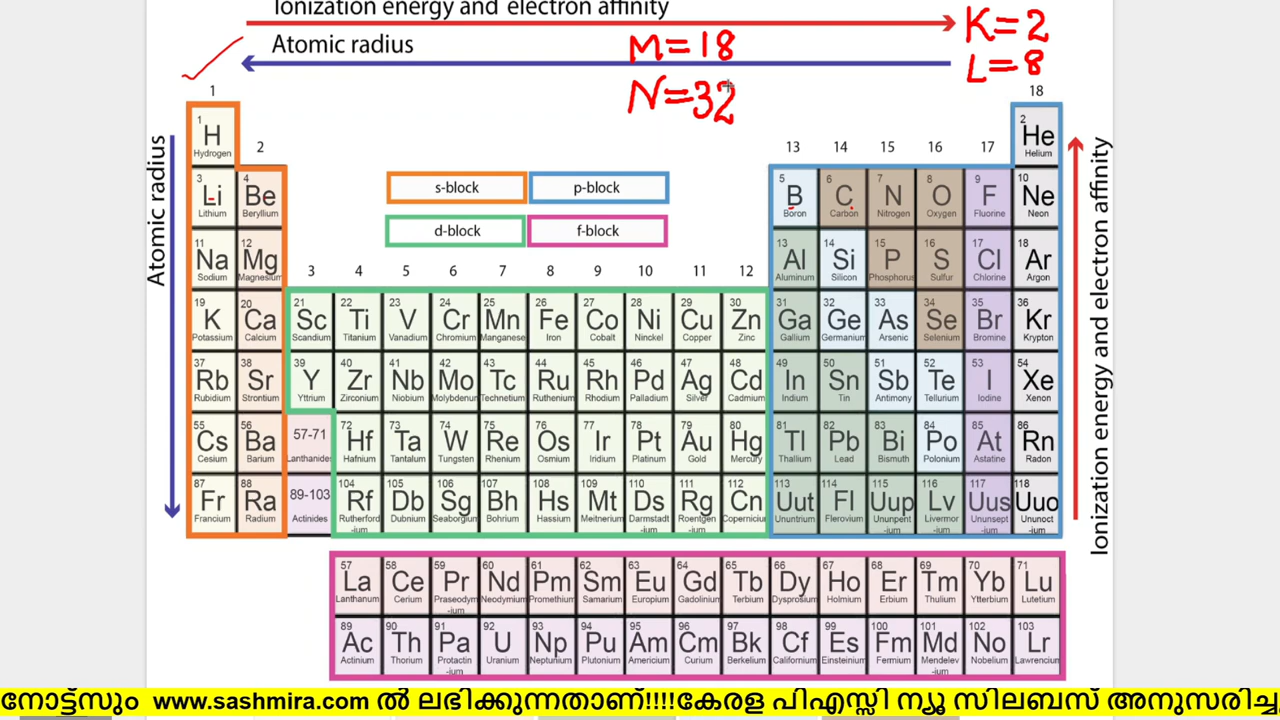 Ionization energy and electron affinity
K=2
Atomic radius
M=18
L=8
N=32
1
18
1 H Hydrogen
2
13 14 15 16 17
2 He Helium
Atomic radius
Ionization energy and electron affinity
3 Li Lithium 4 Be Beryllium
s-block p-block
5 B Boron 6 C Carbon 7 N Nitrogen 8 O Oxygen 9 F Fluorine 10 Ne Neon
d-block f-block
11 Na Sodium 12 Mg Magnesium
3 4 5 6 7 8 9 10 11 12
13 Al Aluminum 14 Si Silicon 15 P Phosphorus 16 S Sulfur 17 Cl Chlorine 18 Ar Argon
19 K Potassium 20 Ca Calcium 21 Sc Scandium 22 Ti Titanium 23 V Vanadium 24 Cr Chromium 25 Mn Manganese 26 Fe Iron 27 Co Cobalt 28 Ni Ninckel 29 Cu Copper 30 Zn Zinc 31 Ga Gallium 32 Ge Germanium 33 As Arsenic 34 Se Selenium 35 Br Bromine 36 Kr Krypton
37 Rb Rubidium 38 Sr Strontium 39 Y Yttrium 40 Zr Zirconium 41 Nb Niobium 42 Mo Molybdenum 43 Tc Technetium 44 Ru Ruthenium 45 Rh Rhodium 46 Pd Palladium 47 Ag Silver 48 Cd Cadmium 49 In Indium 50 Sn Tin 51 Sb Antimony 52 Te Tellurium 53 I Iodine 54 Xe Xenon
55 Cs Cesium 56 Ba Barium 57-71 Lanthanides 72 Hf Hafnium 73 Ta Tantalum 74 W Tungsten 75 Re Rhenium 76 Os Osmium 77 Ir Iridium 78 Pt Platinum 79 Au Gold 80 Hg Mercury 81 Tl Thallium 82 Pb Lead 83 Bi Bismuth 84 Po Polonium 85 At Astatine 86 Rn Radon
87 Fr Francium 88 Ra Radium 89-103 Actinides 104 Rf Rutherford-ium 105 Db Dubnium 106 Sg Seaborgiun 107 Bh Bohrium 108 Hs Hassium 109 Mt Meitnerium 110 Ds Darmstadt-ium 111 Rg Roentgen-ium 112 Cn Copernicium 113 Uut Ununtrium 114 Fl Flerovium 115 Uup Ununpent-ium 116 Lv Livermor-ium 117 Uus Ununsept-ium 118 Uuo Ununoct-ium
57 La Lanthanum 58 Ce Cerium 59 Pr Praseodym-ium 60 Nd Neodymium 61 Pm Promethium 62 Sm Samarium 63 Eu Europium 64 Gd Gadolinium 65 Tb Terbium 66 Dy Dysprosium 67 Ho Holmium 68 Er Erbium 69 Tm Thulium 70 Yb Ytterbium 71 Lu Lutetium
89 Ac Actinium 90 Th Thorium 91 Pa Protactin-ium 92 U Uranium 93 Np Neptunium 94 Pu Plutonium 95 Am Americium 96 Cm Curium 97 Bk Berkelium 98 Cf Californium 99 Es Einsteinium 100 Fm Fermium 101 Md Mendelev-ium 102 No Nobelium 103 Lr Lawrencium
നോട്ട്സും www.sashmira.com ൽ ലഭിക്കുന്നതാണ്!!!!കേരള പിഎസ്സി ന്യൂ സിലബസ് അനുസരിച്ച